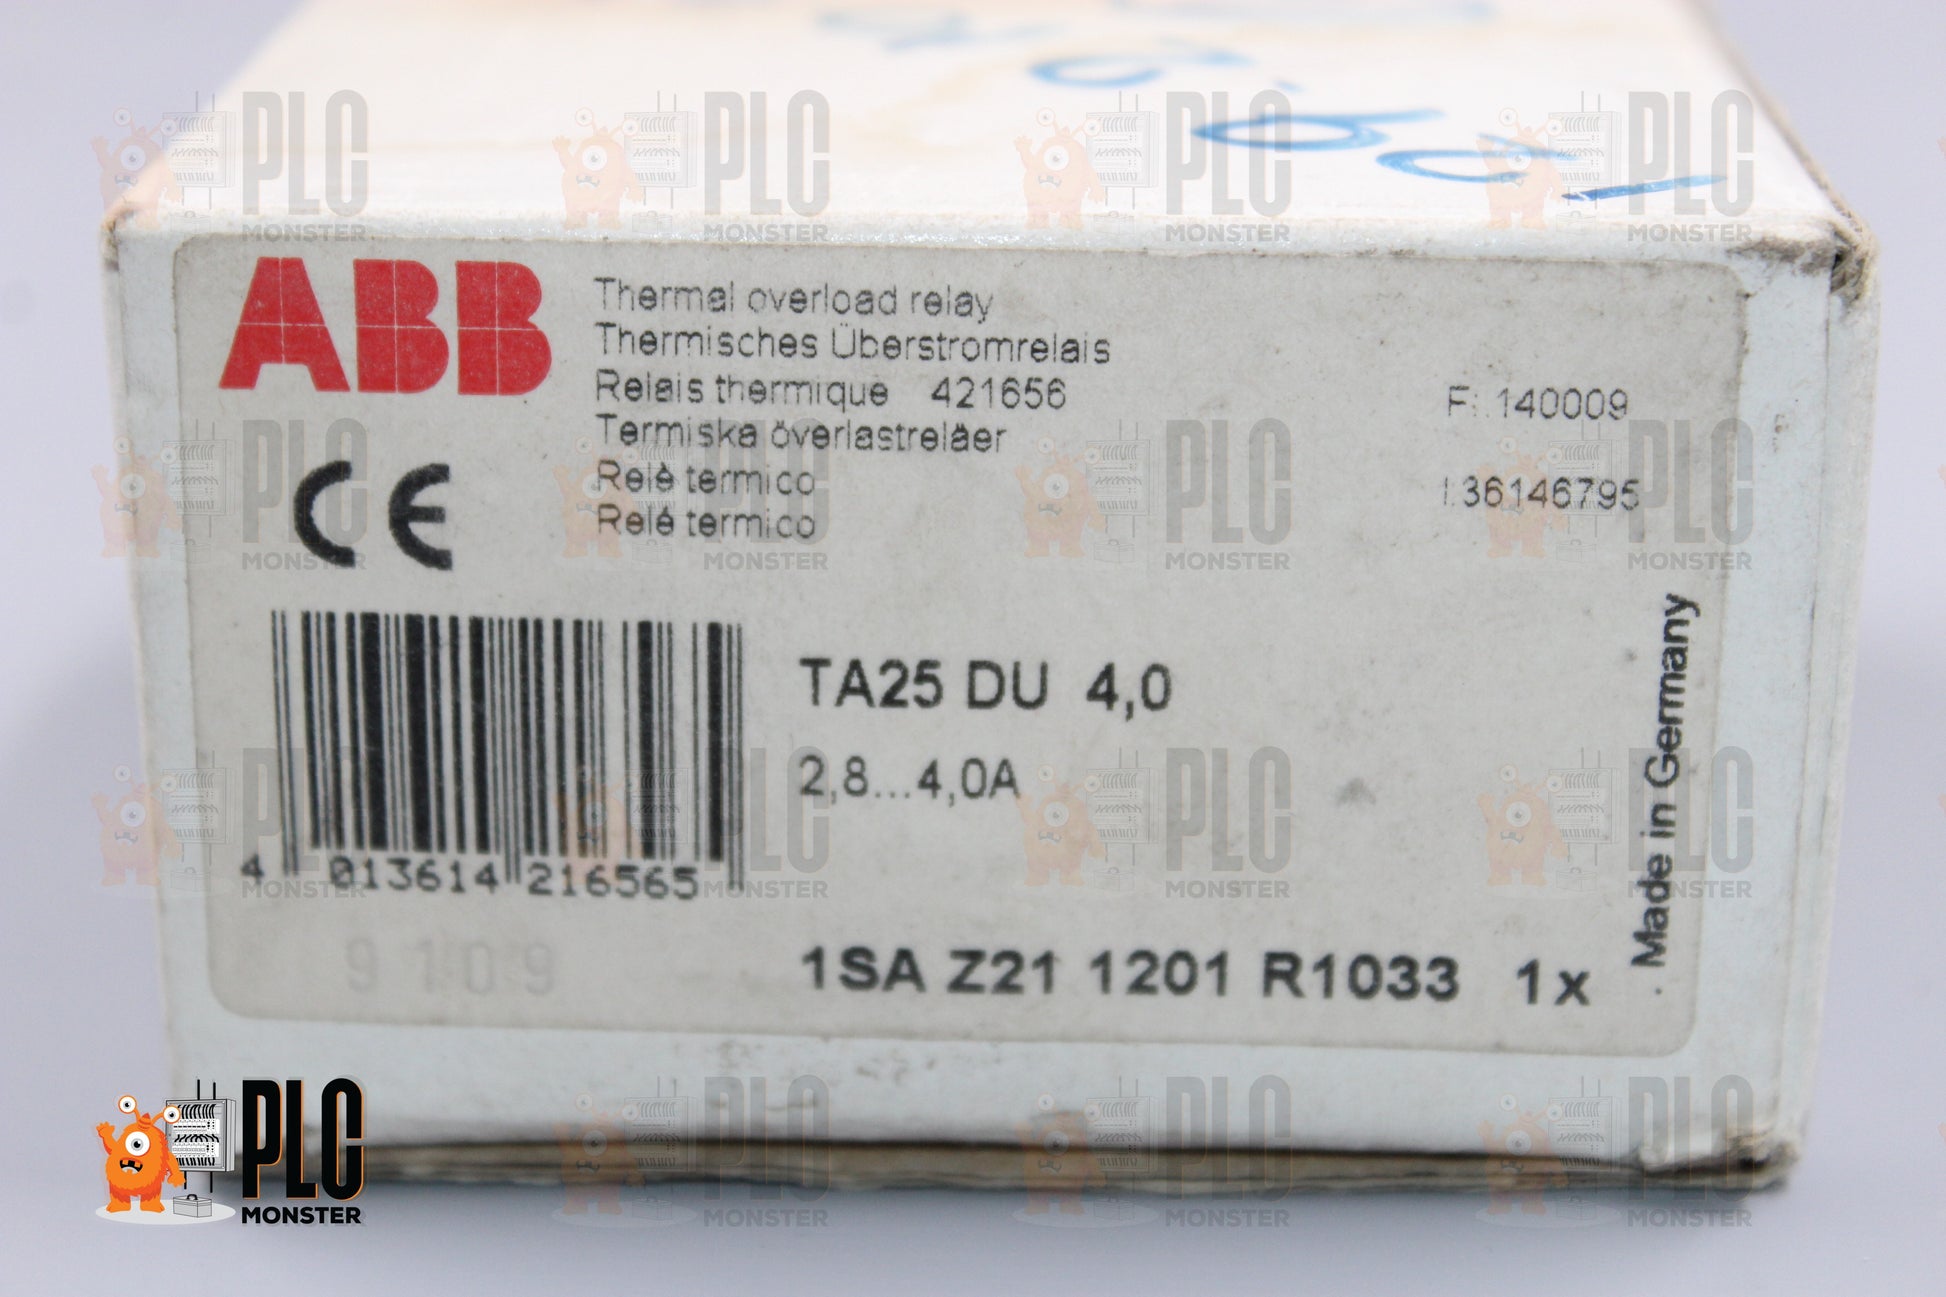 ABB
Thermal overload relay
Thermisches Überstromrelais
Relais thermique 421656
Termiska överlastreläer
Relè termico
Relé termico
F: 140009
I:36146795
CE
4 013614 216565
TA25 DU 4,0
2,8...4,0A
1SA Z21 1201 R1033 1x
9109
Made in Germany
PLC
MONSTER